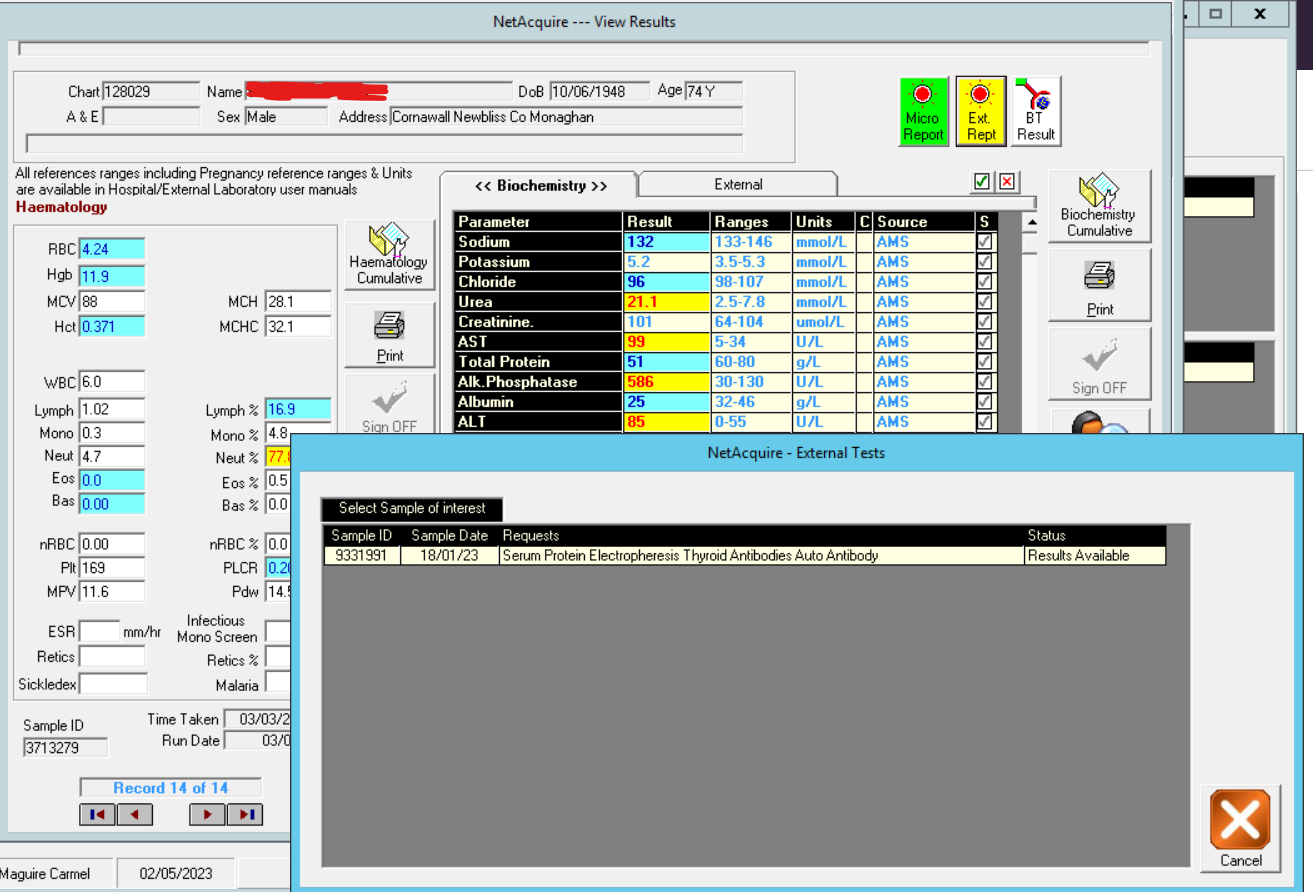 NetAcquire --- View Results
Chart 128029 Name DoB 10/06/1948 Age 74 Y
A & E Sex Male Address Cornawall Newbliss Co Monaghan
Micro Report
Ext. Rept
BT Result
All references ranges including Pregnancy reference ranges & Units
are available in Hospital/External Laboratory user manuals
Haematology
RBC 4.24
Hgb 11.9
MCV 88 MCH 28.1
Hct 0.371 MCHC 32.1
WBC 6.0
Lymph 1.02 Lymph % 16.9
Mono 0.3 Mono % 4.8
Neut 4.7 Neut % 77.8
Eos 0.0 Eos % 0.5
Bas 0.00 Bas % 0.0
nRBC 0.00 nRBC % 0.0
Plt 169 PLCR
MPV 11.6 Pdw 14.5
ESR mm/hr Infectious Mono Screen
Retics Retics %
Sickledex Malaria
Sample ID Time Taken 03/03/2
3713279 Run Date 03/0
Record 14 of 14
Haematology
Cumulative
Print
Sign OFF
<< Biochemistry >> External
Parameter Result Ranges Units C Source S
Sodium 132 133-146 mmol/L AMS
Potassium 5.2 3.5-5.3 mmol/L AMS
Chloride 96 98-107 mmol/L AMS
Urea 21.1 2.5-7.8 mmol/L AMS
Creatinine. 101 64-104 umol/L AMS
AST 99 5-34 U/L AMS
Total Protein 51 60-80 g/L AMS
Alk.Phosphatase 586 30-130 U/L AMS
Albumin 25 32-46 g/L AMS
ALT 85 0-55 U/L AMS
Biochemistry
Cumulative
Print
Sign OFF
NetAcquire - External Tests
Select Sample of interest
Sample ID Sample Date Requests Status
9331991 18/01/23 Serum Protein Electropheresis Thyroid Antibodies Auto Antibody Results Available
Cancel
Maguire Carmel 02/05/2023